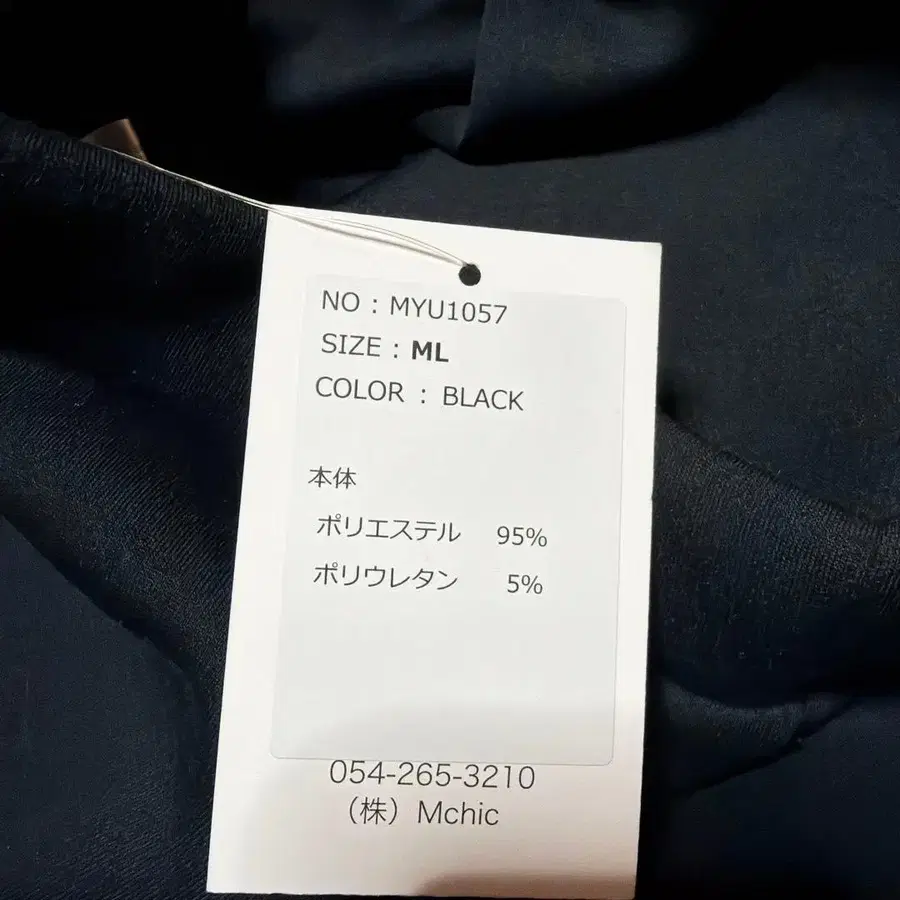 NO : MYU1057
SIZE : ML
COLOR : BLACK
本体
ポリエステル 95%
ポリウレタン 5%
054-265-3210
（株）Mchic